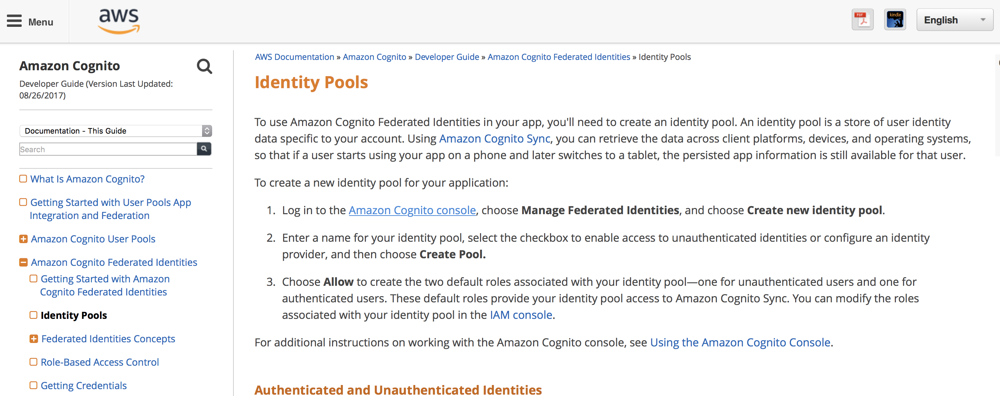 Menu
aws
PDF
kindle
English
Amazon Cognito
Developer Guide (Version Last Updated:
08/26/2017)
Documentation - This Guide
Search
What Is Amazon Cognito?
Getting Started with User Pools App
Integration and Federation
Amazon Cognito User Pools
Amazon Cognito Federated Identities
Getting Started with Amazon
Cognito Federated Identities
Identity Pools
Federated Identities Concepts
Role-Based Access Control
Getting Credentials
AWS Documentation » Amazon Cognito » Developer Guide » Amazon Cognito Federated Identities » Identity Pools
Identity Pools
To use Amazon Cognito Federated Identities in your app, you'll need to create an identity pool. An identity pool is a store of user identity
data specific to your account. Using Amazon Cognito Sync, you can retrieve the data across client platforms, devices, and operating systems,
so that if a user starts using your app on a phone and later switches to a tablet, the persisted app information is still available for that user.
To create a new identity pool for your application:
1. Log in to the Amazon Cognito console, choose Manage Federated Identities, and choose Create new identity pool.
2. Enter a name for your identity pool, select the checkbox to enable access to unauthenticated identities or configure an identity
provider, and then choose Create Pool.
3. Choose Allow to create the two default roles associated with your identity pool—one for unauthenticated users and one for
authenticated users. These default roles provide your identity pool access to Amazon Cognito Sync. You can modify the roles
associated with your identity pool in the IAM console.
For additional instructions on working with the Amazon Cognito console, see Using the Amazon Cognito Console.
Authenticated and Unauthenticated Identities